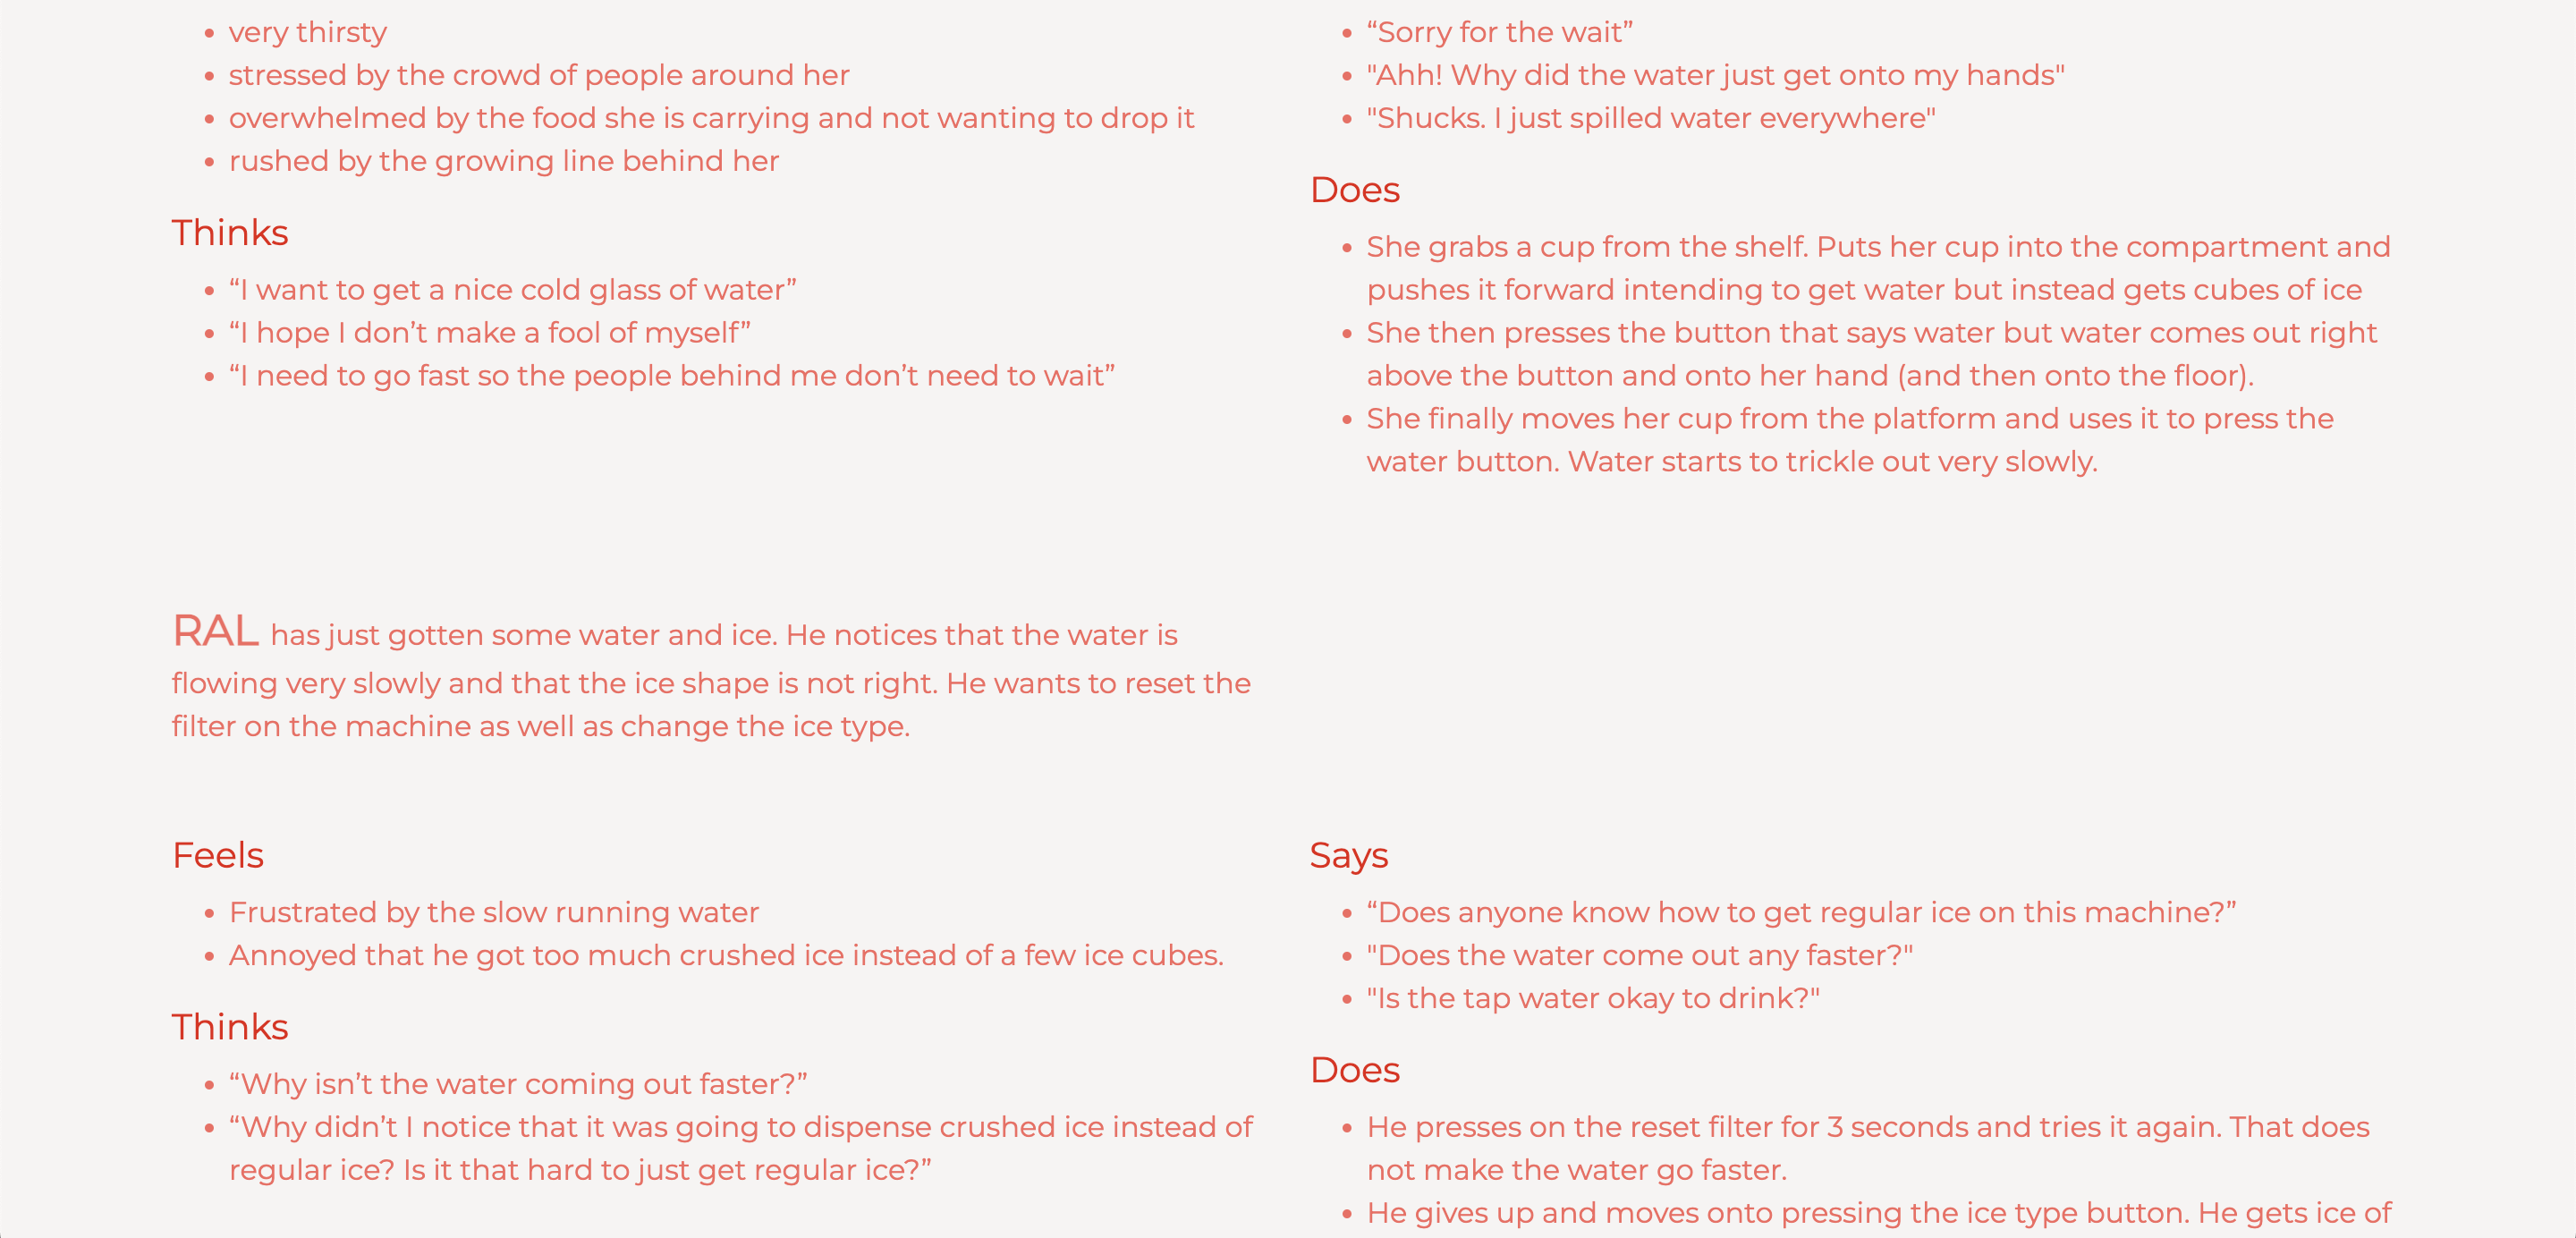 • very thirsty
• stressed by the crowd of people around her
• overwhelmed by the food she is carrying and not wanting to drop it
• rushed by the growing line behind her
Thinks
• “I want to get a nice cold glass of water”
• “I hope I don’t make a fool of myself”
• “I need to go fast so the people behind me don’t need to wait”
• “Sorry for the wait”
• "Ahh! Why did the water just get onto my hands"
• "Shucks. I just spilled water everywhere"
Does
• She grabs a cup from the shelf. Puts her cup into the compartment and
pushes it forward intending to get water but instead gets cubes of ice
• She then presses the button that says water but water comes out right
above the button and onto her hand (and then onto the floor).
• She finally moves her cup from the platform and uses it to press the
water button. Water starts to trickle out very slowly.
RAL has just gotten some water and ice. He notices that the water is
flowing very slowly and that the ice shape is not right. He wants to reset the
filter on the machine as well as change the ice type.
Feels
• Frustrated by the slow running water
• Annoyed that he got too much crushed ice instead of a few ice cubes.
Thinks
• “Why isn’t the water coming out faster?”
• “Why didn’t I notice that it was going to dispense crushed ice instead of
regular ice? Is it that hard to just get regular ice?”
Says
• “Does anyone know how to get regular ice on this machine?”
• "Does the water come out any faster?"
• "Is the tap water okay to drink?"
Does
• He presses on the reset filter for 3 seconds and tries it again. That does
not make the water go faster.
• He gives up and moves onto pressing the ice type button. He gets ice of